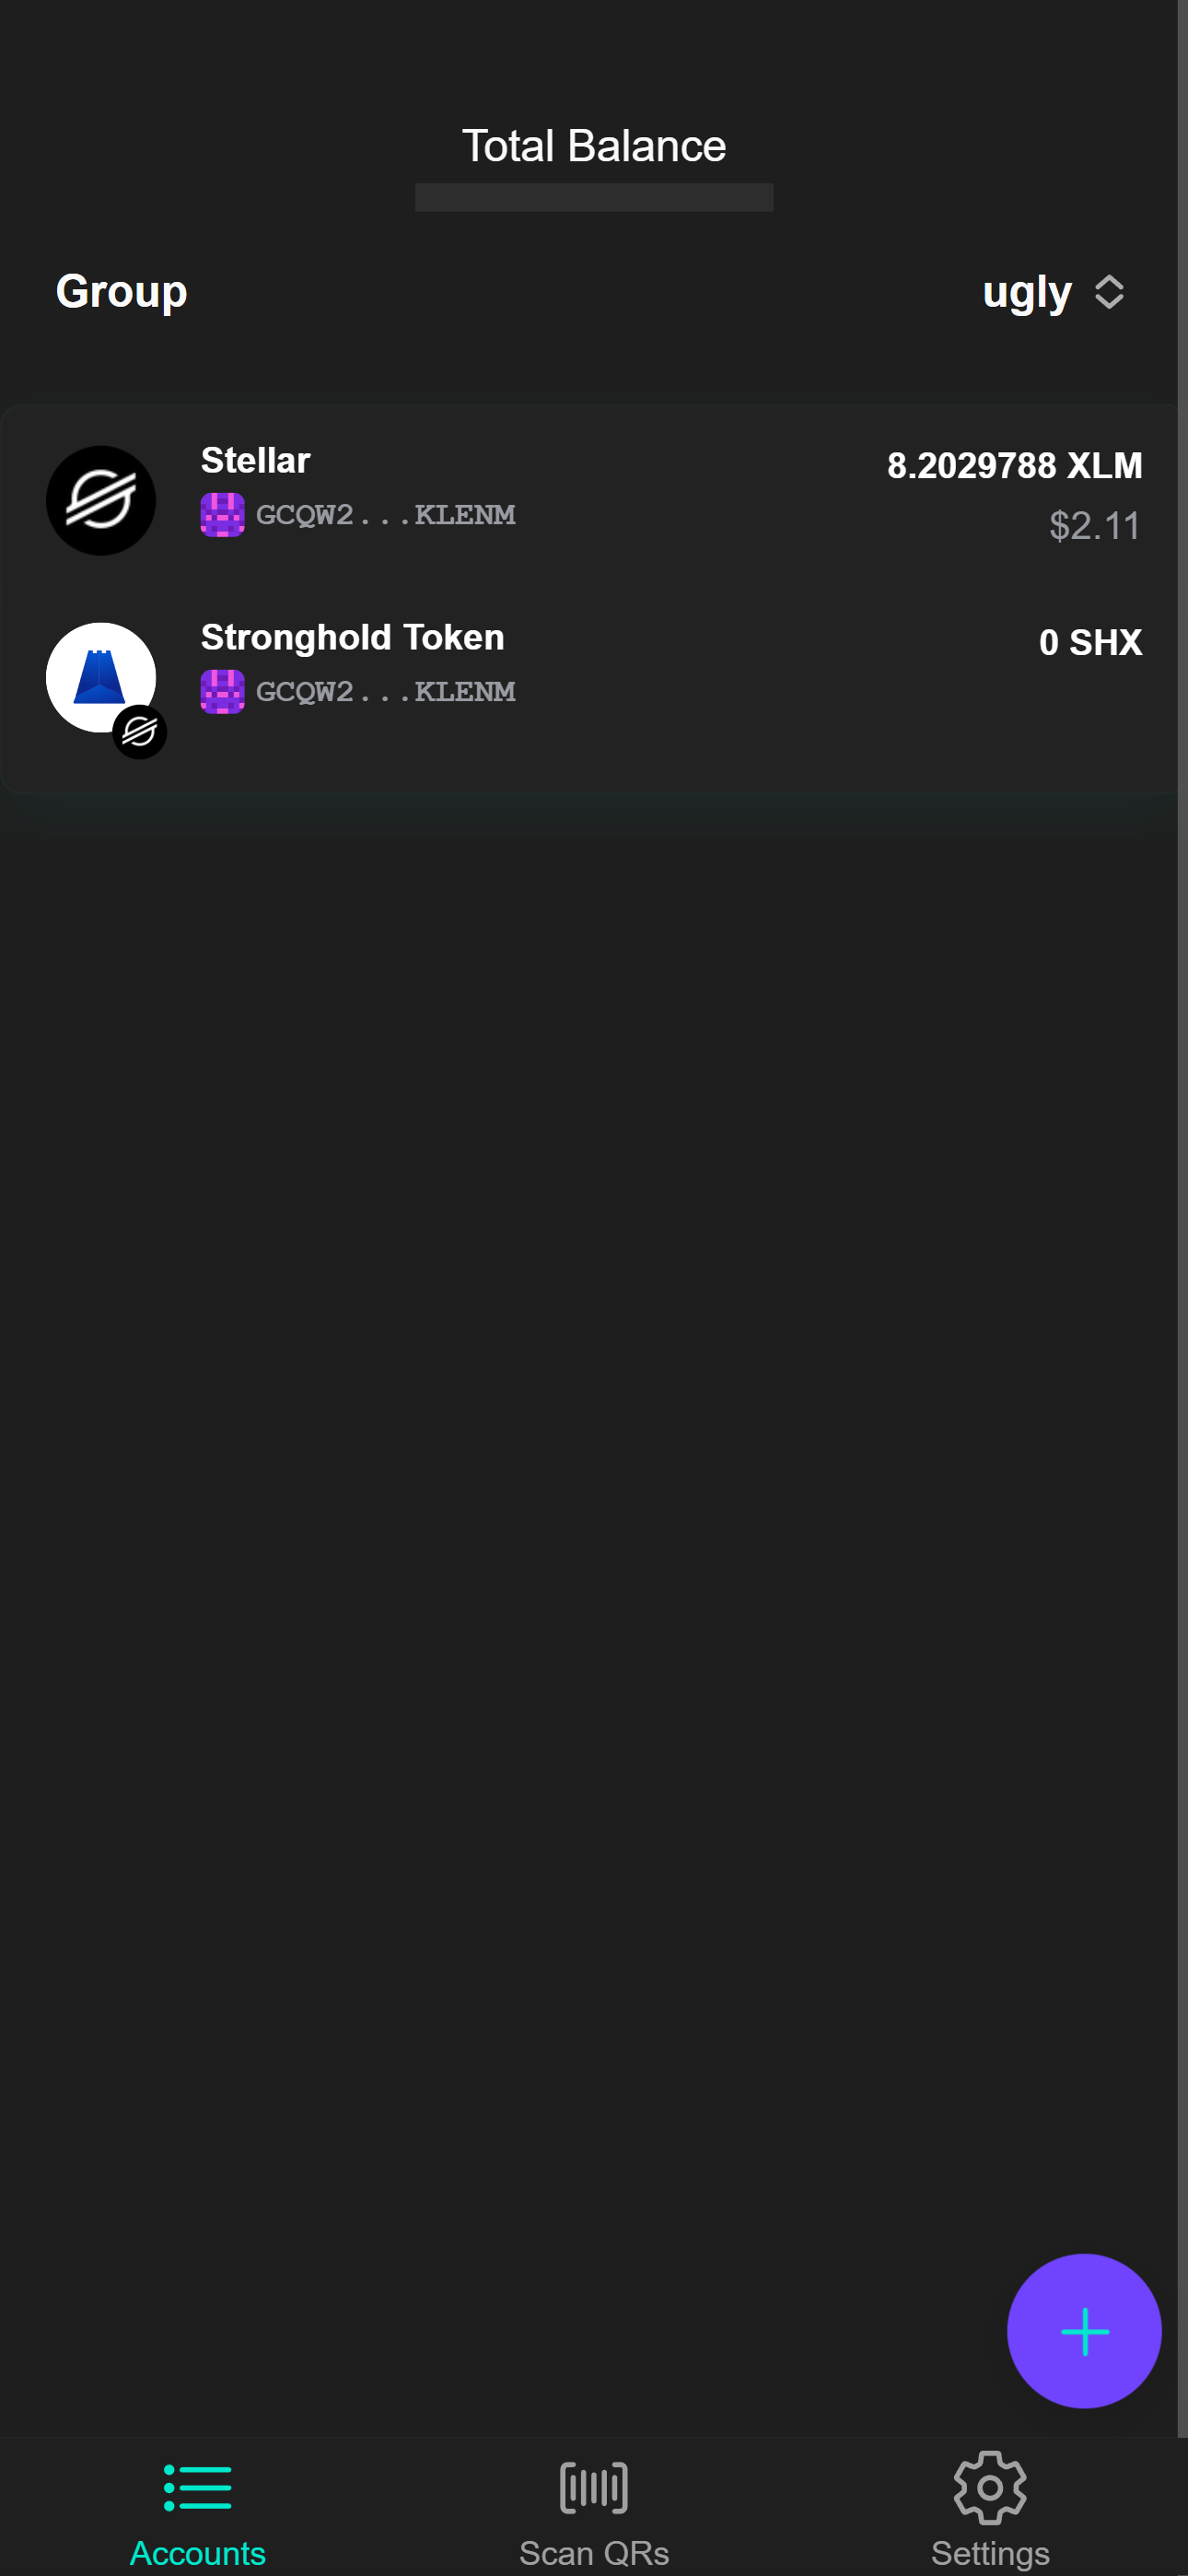 Total Balance
Group
ugly
Stellar
8.2029788 XLM
GCQW2...KLENM
$2.11
Stronghold Token
0 SHX
GCQW2...KLENM
Accounts
Scan QRs
Settings